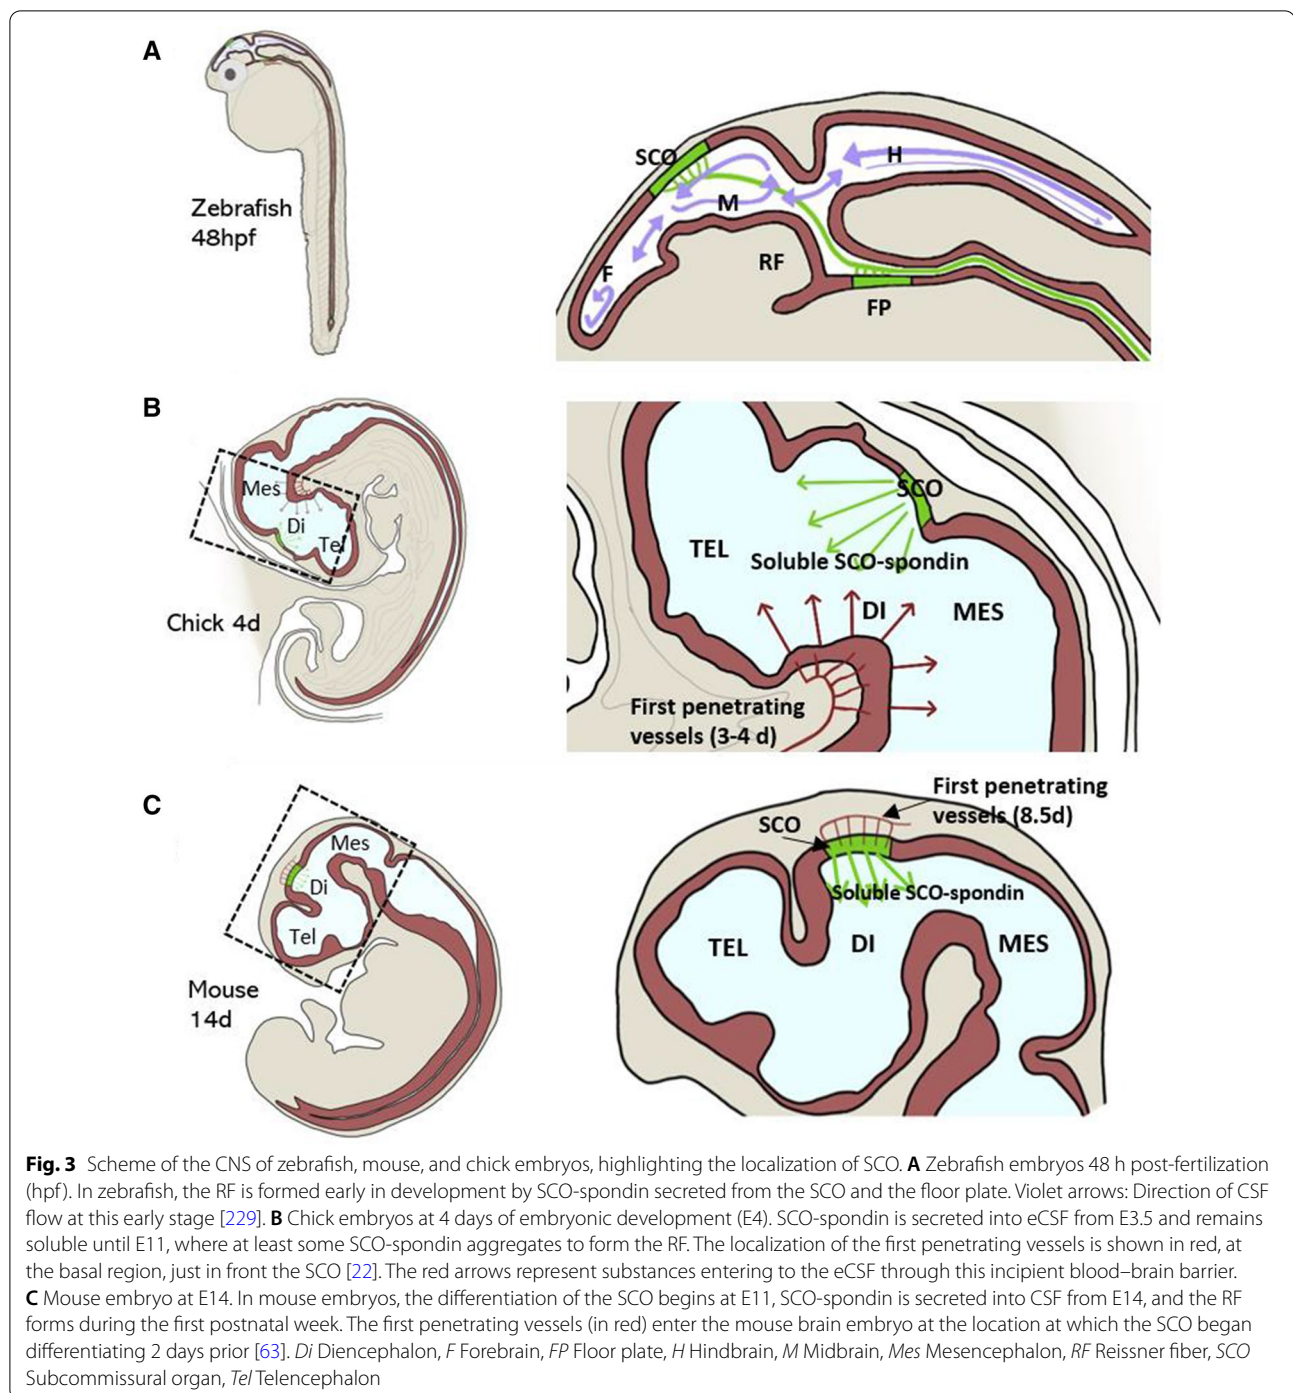 A
Zebrafish
48hpf
SCO
H
M
F
RF
FP
B
Mes
Di
Tel
Chick 4d
SCO
TEL
Soluble SCO-spondin
DI
MES
First penetrating
vessels (3-4 d)
C
Mes
Di
Tel
Mouse
14d
First penetrating
vessels (8.5d)
SCO
Soluble SCO-spondin
TEL
DI
MES
Fig. 3 Scheme of the CNS of zebrafish, mouse, and chick embryos, highlighting the localization of SCO. A Zebrafish embryos 48 h post-fertilization
(hpf). In zebrafish, the RF is formed early in development by SCO-spondin secreted from the SCO and the floor plate. Violet arrows: Direction of CSF
flow at this early stage [229]. B Chick embryos at 4 days of embryonic development (E4). SCO-spondin is secreted into eCSF from E3.5 and remains
soluble until E11, where at least some SCO-spondin aggregates to form the RF. The localization of the first penetrating vessels is shown in red, at
the basal region, just in front the SCO [22]. The red arrows represent substances entering to the eCSF through this incipient blood–brain barrier.
C Mouse embryo at E14. In mouse embryos, the differentiation of the SCO begins at E11, SCO-spondin is secreted into CSF from E14, and the RF
forms during the first postnatal week. The first penetrating vessels (in red) enter the mouse brain embryo at the location at which the SCO began
differentiating 2 days prior [63]. Di Diencephalon, F Forebrain, FP Floor plate, H Hindbrain, M Midbrain, Mes Mesencephalon, RF Reissner fiber, SCO
Subcommissural organ, Tel Telencephalon